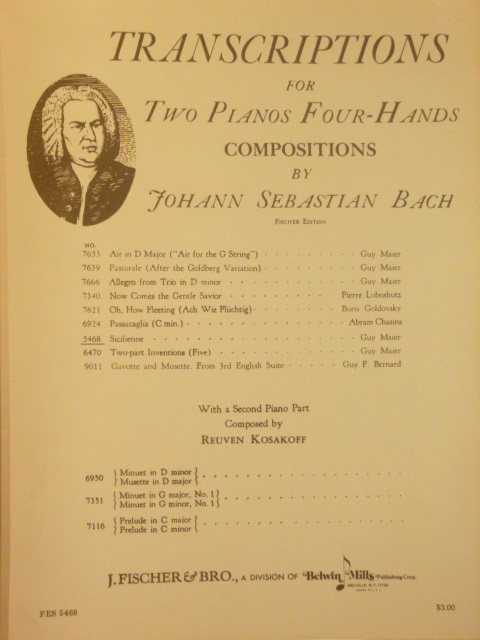 TRANSCRIPTIONS
FOR
TWO PIANOS FOUR-HANDS
COMPOSITIONS
BY
JOHANN SEBASTIAN BACH
FISCHER EDITION
NO.
7653 Air in D Major ("Air for the G String") Guy Maier
7659 Pastorale (After the Goldberg Variation) Guy Maier
7666 Allegro from Trio in D minor Guy Maier
7340 Now Comes the Gentle Savior Pierre Luboshutz
7621 Oh, How Fleeting (Ach Wie Flüchtig) Boris Goldovsky
6924 Passacaglia (C min.) Abram Chasins
5468 Sicilienne Guy Maier
6470 Two-part Inventions (Five) Guy Maier
9011 Gavotte and Musette. From 3rd English Suite Guy F. Bernard
With a Second Piano Part
Composed by
REUVEN KOSAKOFF
6950 { Minuet in D minor }
{ Musette in D major }
7351 { Minuet in G major, No. 1 }
{ Minuet in G minor, No. 1 }
7116 { Prelude in C major }
{ Prelude in C minor }
J. FISCHER & BRO., A DIVISION OF Belwin Mills Publishing Corp.
MELVILLE, N.Y. 11746
FEB 5468 $3.00